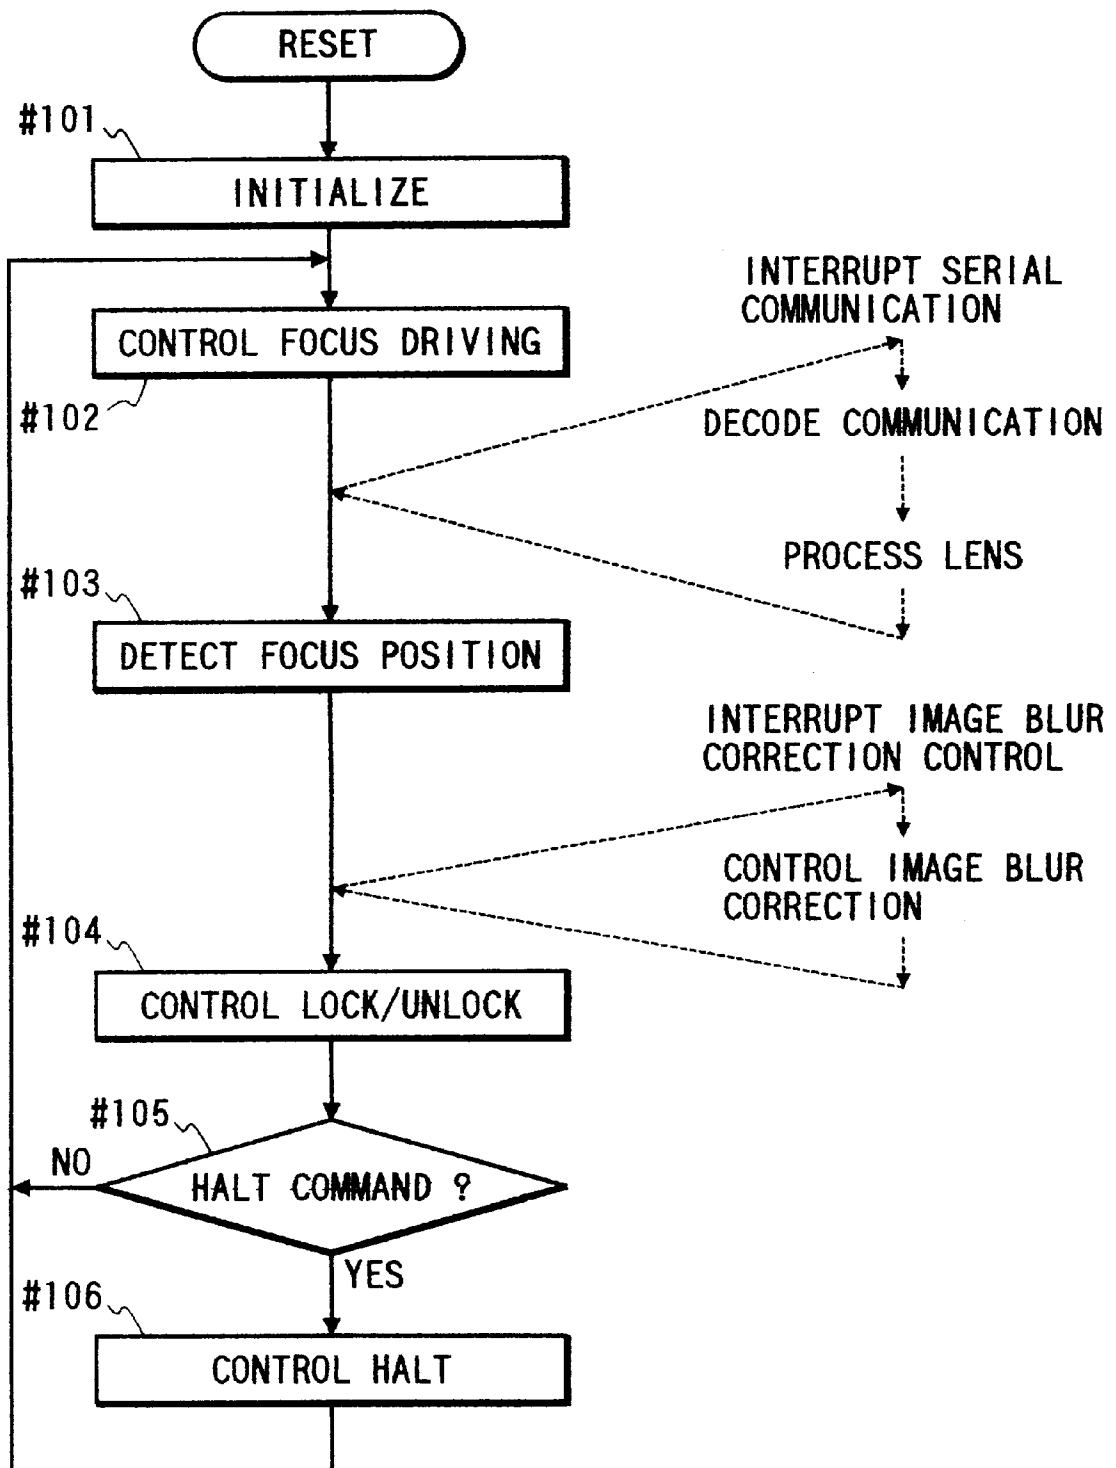 RESET
#101
INITIALIZE
INTERRUPT SERIAL
COMMUNICATION
CONTROL FOCUS DRIVING
#102
DECODE COMMUNICATION
PROCESS LENS
#103
DETECT FOCUS POSITION
INTERRUPT IMAGE BLUR
CORRECTION CONTROL
CONTROL IMAGE BLUR
CORRECTION
#104
CONTROL LOCK/UNLOCK
#105
NO
HALT COMMAND ?
YES
#106
CONTROL HALT